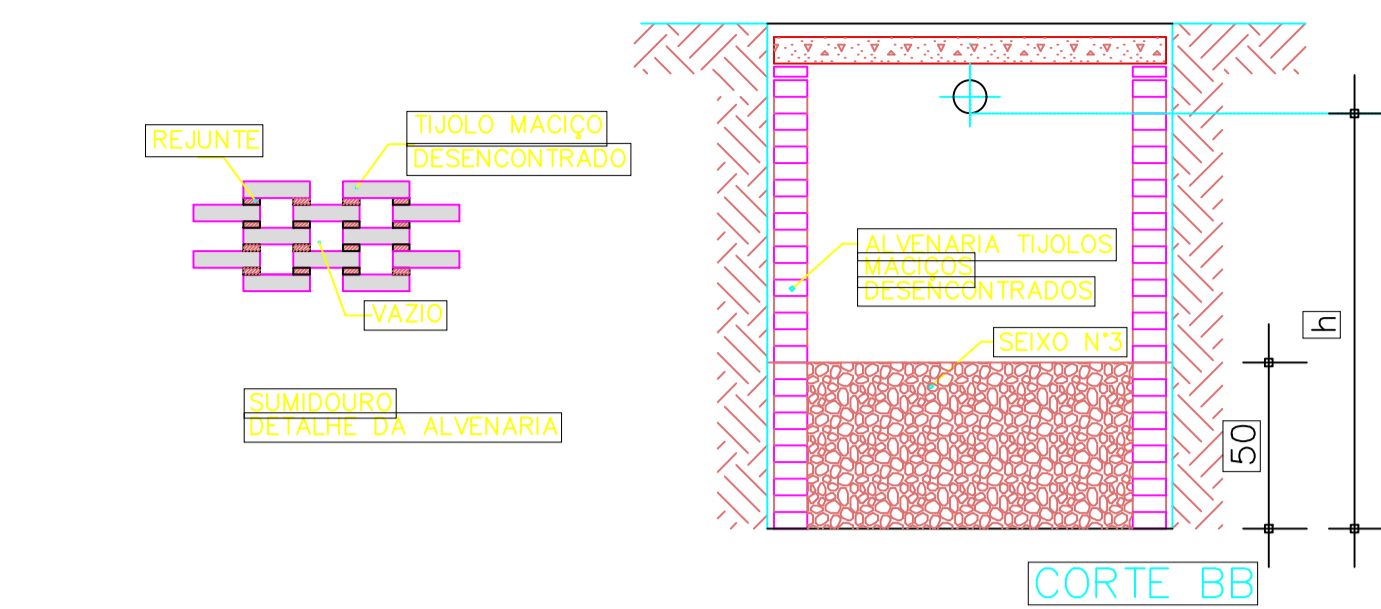 REJUNTE
TIJOLO MACIÇO
DESENCONTRADO
VAZIO
SUMIDOURO
DETALHE DA ALVENARIA
ALVENARIA TIJOLOS
MACIÇOS
DESENCONTRADOS
SEIXO N°3
50
h
CORTE BB